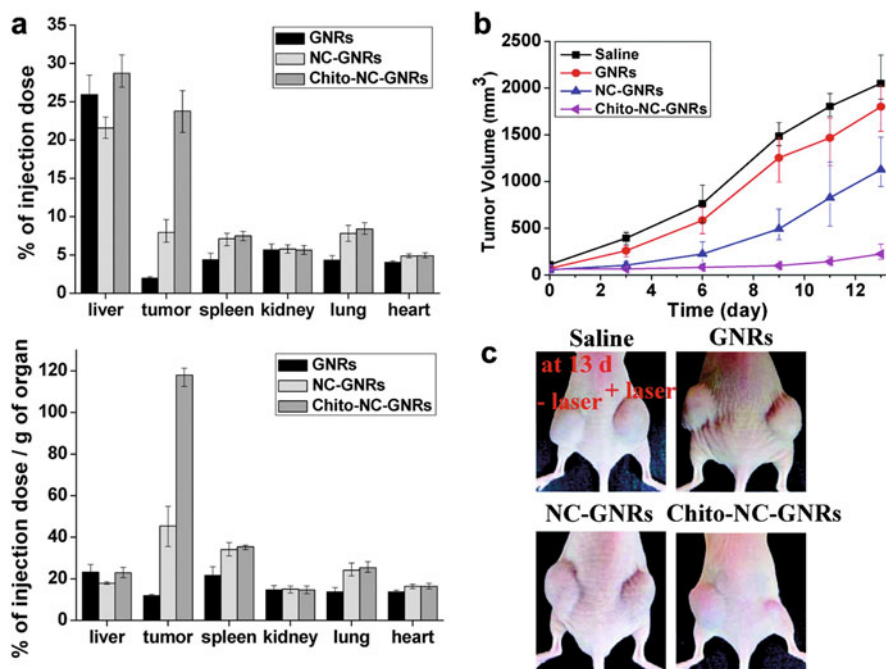 a
% of injection dose
35
30
25
20
15
10
5
0
GNRs
NC-GNRs
Chito-NC-GNRs
liver tumor spleen kidney lung heart
% of injection dose / g of organ
120
100
80
60
40
20
0
GNRs
NC-GNRs
Chito-NC-GNRs
liver tumor spleen kidney lung heart
b
Tumor Volume (mm³)
2500
2000
1500
1000
500
0
Saline
GNRs
NC-GNRs
Chito-NC-GNRs
0 3 6 9 12
Time (day)
c
Saline GNRs
at 13 d
- laser + laser
NC-GNRs Chito-NC-GNRs